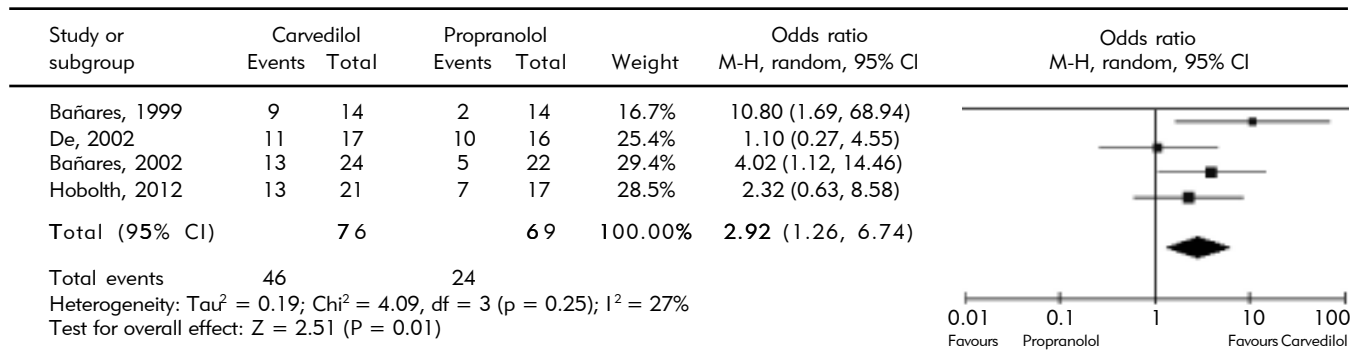 Study or Carvedilol Propranolol Odds ratio Odds ratio
subgroup Events Total Events Total Weight M-H, random, 95% CI M-H, random, 95% CI
Bañares, 1999 9 14 2 14 16.7% 10.80 (1.69, 68.94)
De, 2002 11 17 10 16 25.4% 1.10 (0.27, 4.55)
Bañares, 2002 13 24 5 22 29.4% 4.02 (1.12, 14.46)
Hobolth, 2012 13 21 7 17 28.5% 2.32 (0.63, 8.58)
Total (95% CI) 76 69 100.00% 2.92 (1.26, 6.74)
Total events 46 24
Heterogeneity: Tau² = 0.19; Chi² = 4.09, df = 3 (p = 0.25); I² = 27%
Test for overall effect: Z = 2.51 (P = 0.01)
0.01 0.1 1 10 100
Favours Propranolol Favours Carvedilol